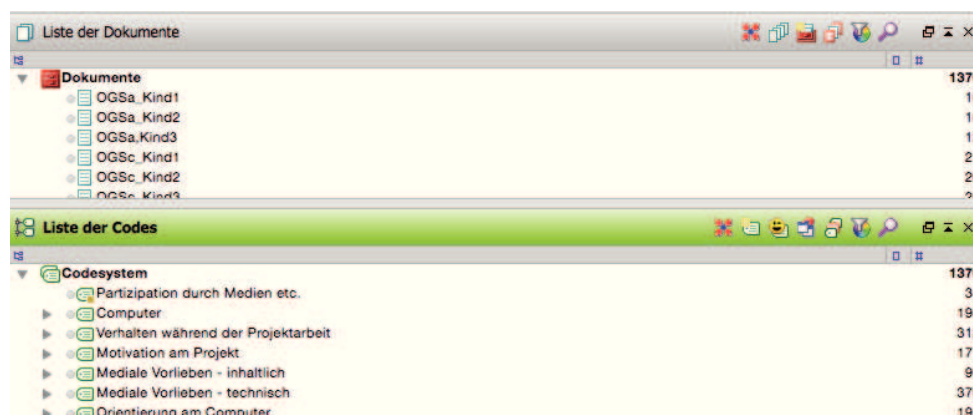 Liste der Dokumente
Dokumente 137
OGSa_Kind1 1
OGSa_Kind2 1
OGSa,Kind3 1
OGSc_Kind1 2
OGSc_Kind2 2
OGSc_Kind3
Liste der Codes
Codesystem 137
Partizipation durch Medien etc. 3
Computer 19
Verhalten während der Projektarbeit 31
Motivation am Projekt 17
Mediale Vorlieben - inhaltlich 9
Mediale Vorlieben - technisch 37
Orientierung am Computer 19